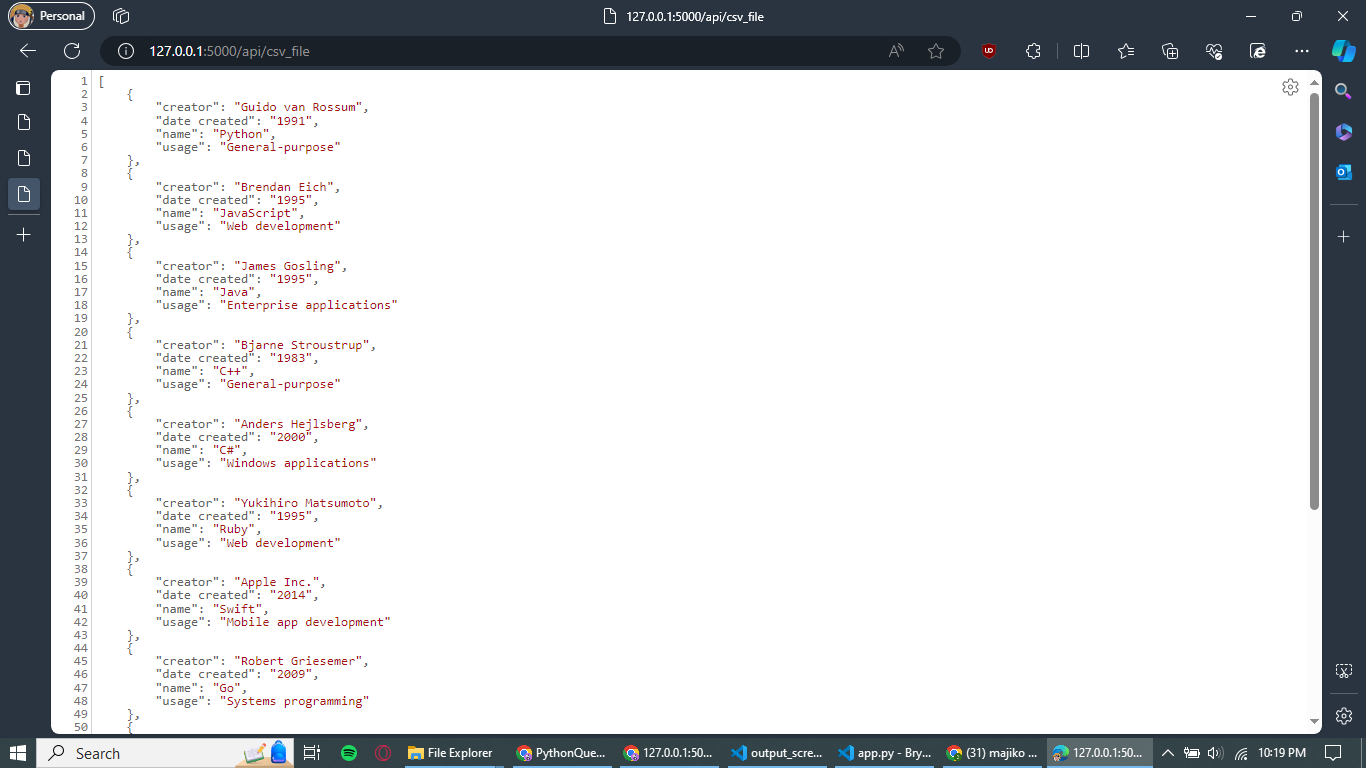 Personal
127.0.0.1:5000/api/csv_file
127.0.0.1:5000/api/csv_file
1 [
2 {
3 "creator": "Guido van Rossum",
4 "date created": "1991",
5 "name": "Python",
6 "usage": "General-purpose"
7 },
8 {
9 "creator": "Brendan Eich",
10 "date created": "1995",
11 "name": "JavaScript",
12 "usage": "Web development"
13 },
14 {
15 "creator": "James Gosling",
16 "date created": "1995",
17 "name": "Java",
18 "usage": "Enterprise applications"
19 },
20 {
21 "creator": "Bjarne Stroustrup",
22 "date created": "1983",
23 "name": "C++",
24 "usage": "General-purpose"
25 },
26 {
27 "creator": "Anders Hejlsberg",
28 "date created": "2000",
29 "name": "C#",
30 "usage": "Windows applications"
31 },
32 {
33 "creator": "Yukihiro Matsumoto",
34 "date created": "1995",
35 "name": "Ruby",
36 "usage": "Web development"
37 },
38 {
39 "creator": "Apple Inc.",
40 "date created": "2014",
41 "name": "Swift",
42 "usage": "Mobile app development"
43 },
44 {
45 "creator": "Robert Griesemer",
46 "date created": "2009",
47 "name": "Go",
48 "usage": "Systems programming"
49 },
50 {
Search
File Explorer
PythonQue...
127.0.0.1:50...
output_scre...
app.py - Bry...
(31) majiko ...
127.0.0.1:50...
10:19 PM